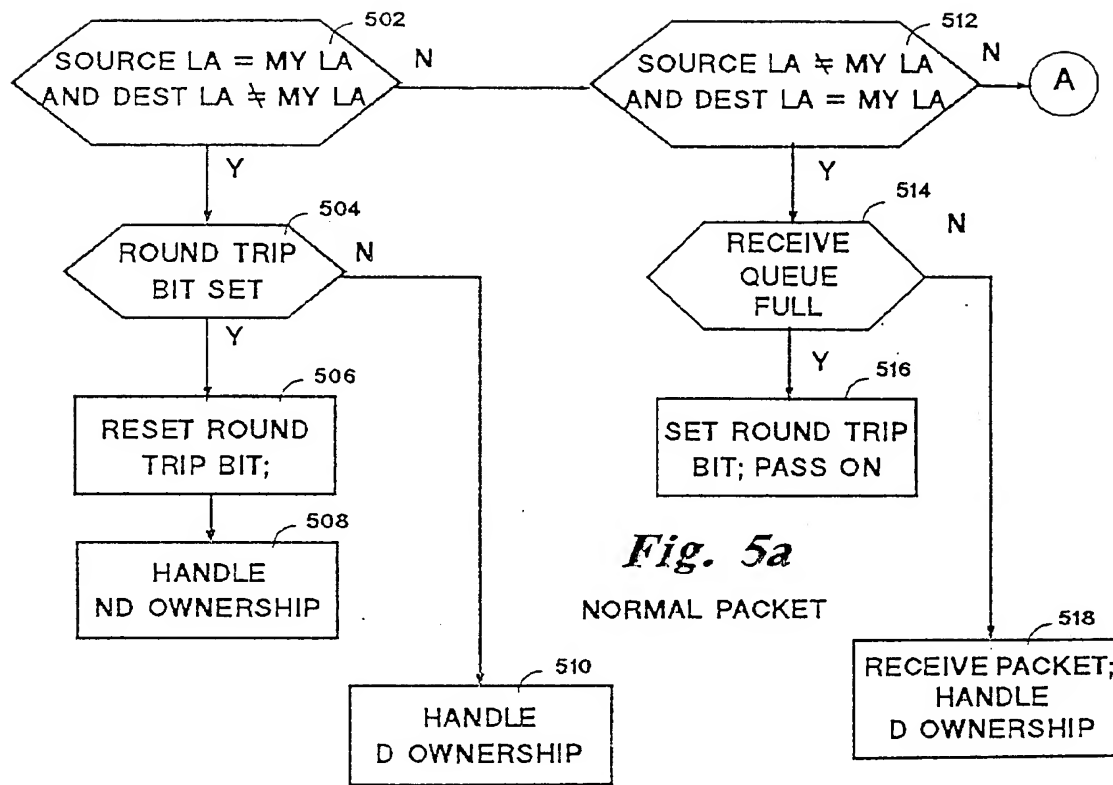 502
SOURCE LA = MY LA
AND DEST LA ≠ MY LA
N
Y
512
SOURCE LA ≠ MY LA
AND DEST LA = MY LA
N
A
Y
504
ROUND TRIP
BIT SET
N
Y
514
RECEIVE
QUEUE
FULL
N
Y
506
RESET ROUND
TRIP BIT;
516
SET ROUND TRIP
BIT; PASS ON
508
HANDLE
ND OWNERSHIP
Fig. 5a
NORMAL PACKET
510
HANDLE
D OWNERSHIP
518
RECEIVE PACKET;
HANDLE
D OWNERSHIP